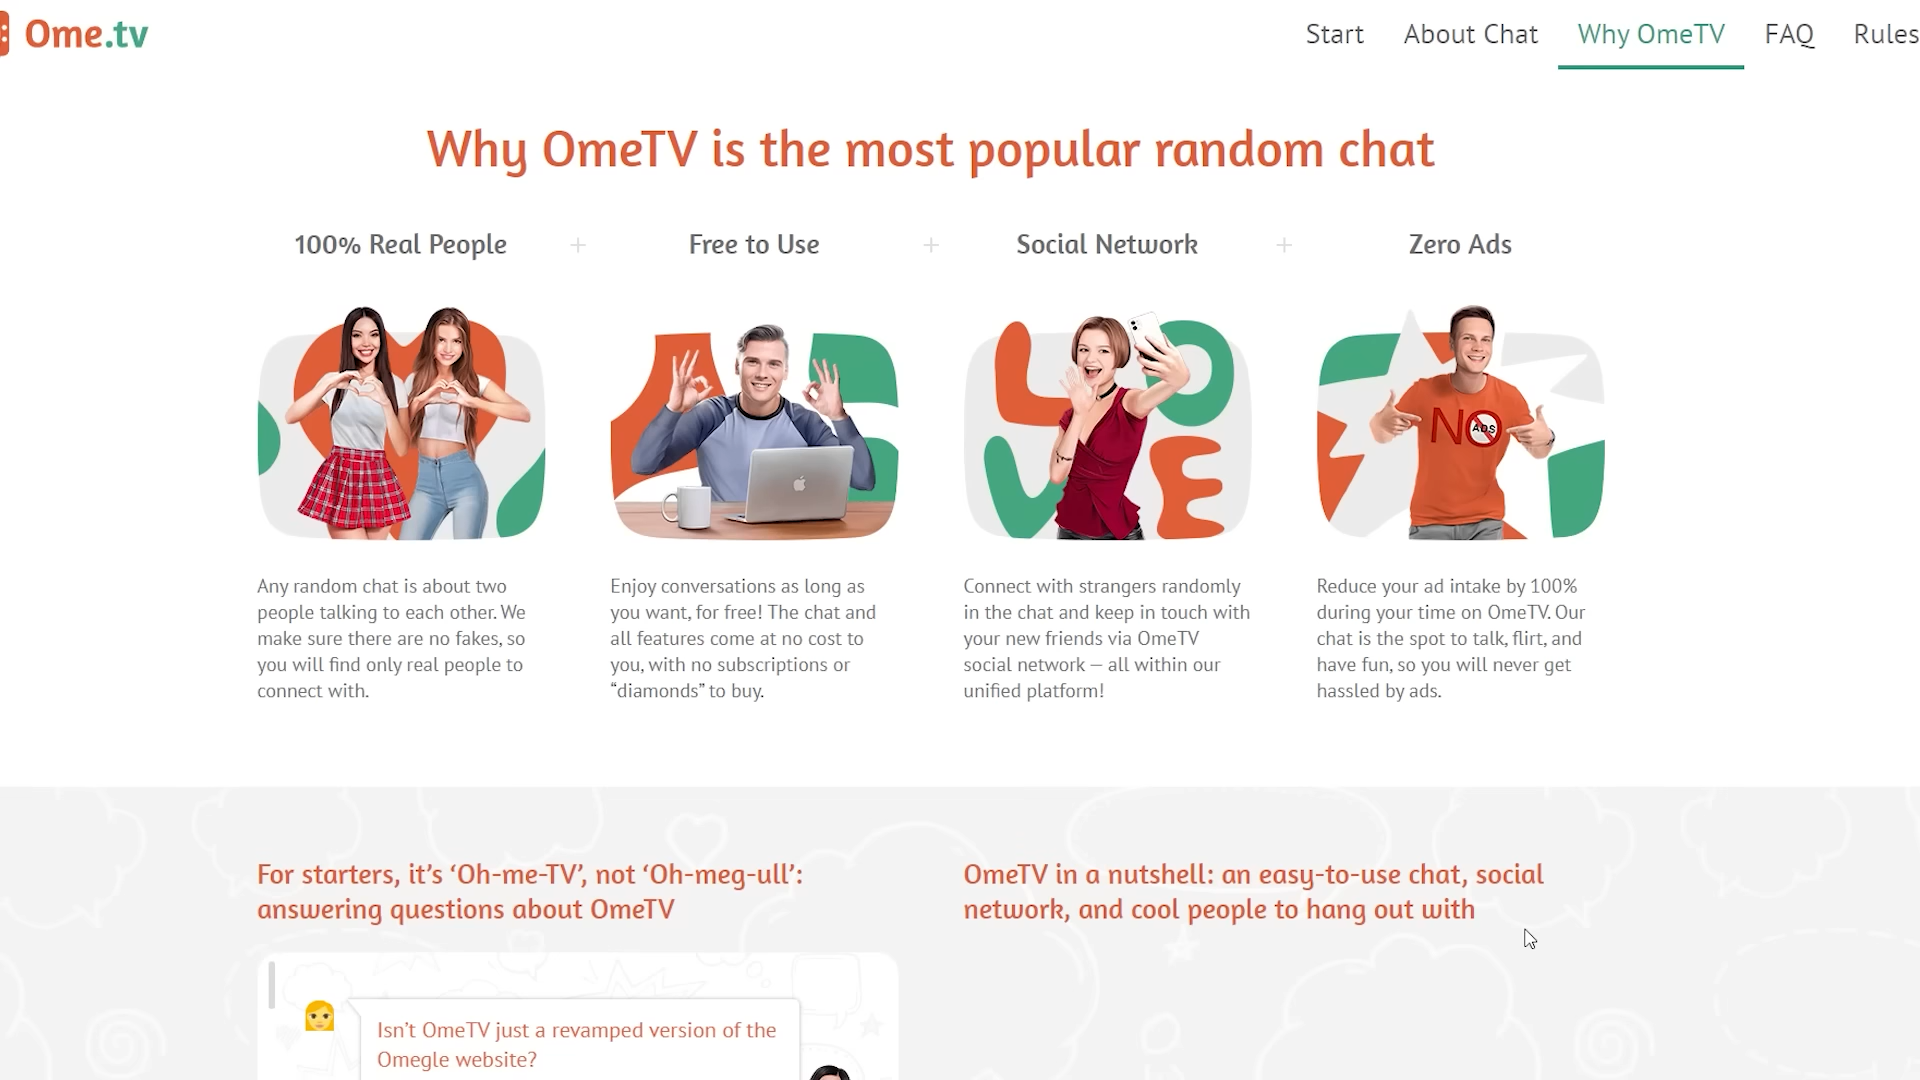 Ome.tv
Start
About Chat
Why OmeTV
FAQ
Rules
Why OmeTV is the most popular random chat
100% Real People
+
Free to Use
+
Social Network
+
Zero Ads
L O
V E
NO
ADS
Any random chat is about two
people talking to each other. We
make sure there are no fakes, so
you will find only real people to
connect with.
Enjoy conversations as long as
you want, for free! The chat and
all features come at no cost to
you, with no subscriptions or
“diamonds” to buy.
Connect with strangers randomly
in the chat and keep in touch with
your new friends via OmeTV
social network — all within our
unified platform!
Reduce your ad intake by 100%
during your time on OmeTV. Our
chat is the spot to talk, flirt, and
have fun, so you will never get
hassled by ads.
For starters, it’s ‘Oh-me-TV’, not ‘Oh-meg-ull’:
answering questions about OmeTV
OmeTV in a nutshell: an easy-to-use chat, social
network, and cool people to hang out with
Isn’t OmeTV just a revamped version of the
Omegle website?